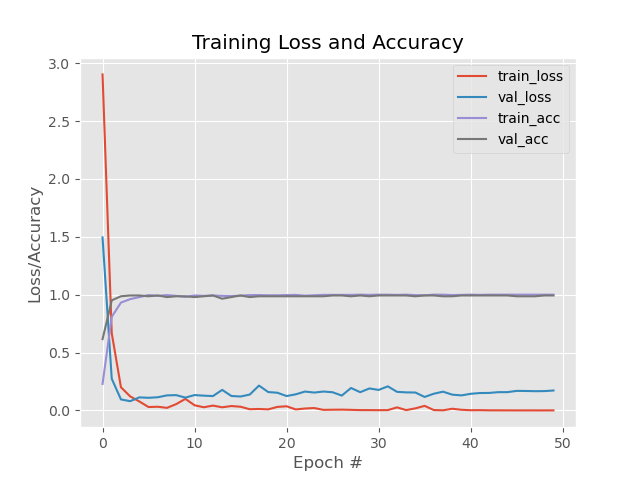 Training Loss and Accuracy
3.0
2.5
2.0
1.5
1.0
0.5
0.0
Loss/Accuracy
train_loss
val_loss
train_acc
val_acc
0 10 20 30 40 50
Epoch #